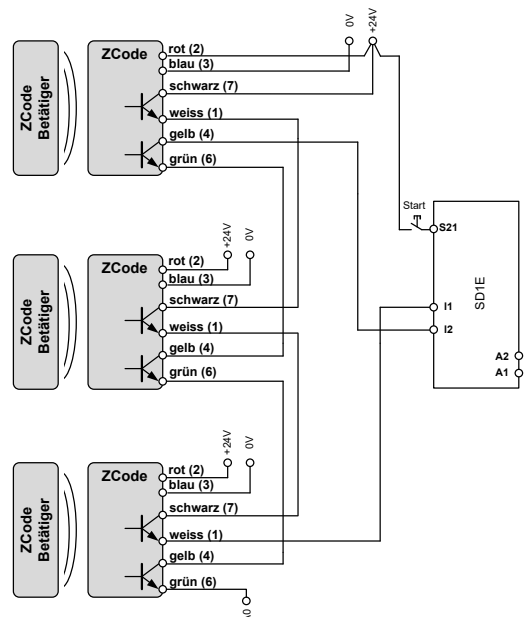 ZCode
Betätiger
ZCode
rot (2)
blau (3)
schwarz (7)
weiss (1)
gelb (4)
grün (6)
0V
+24V
Start
S21
I1
I2
SD1E
A2
A1
ZCode
Betätiger
ZCode
rot (2)
blau (3)
schwarz (7)
weiss (1)
gelb (4)
grün (6)
+24V
0V
ZCode
Betätiger
ZCode
rot (2)
blau (3)
schwarz (7)
weiss (1)
gelb (4)
grün (6)
+24V
0V